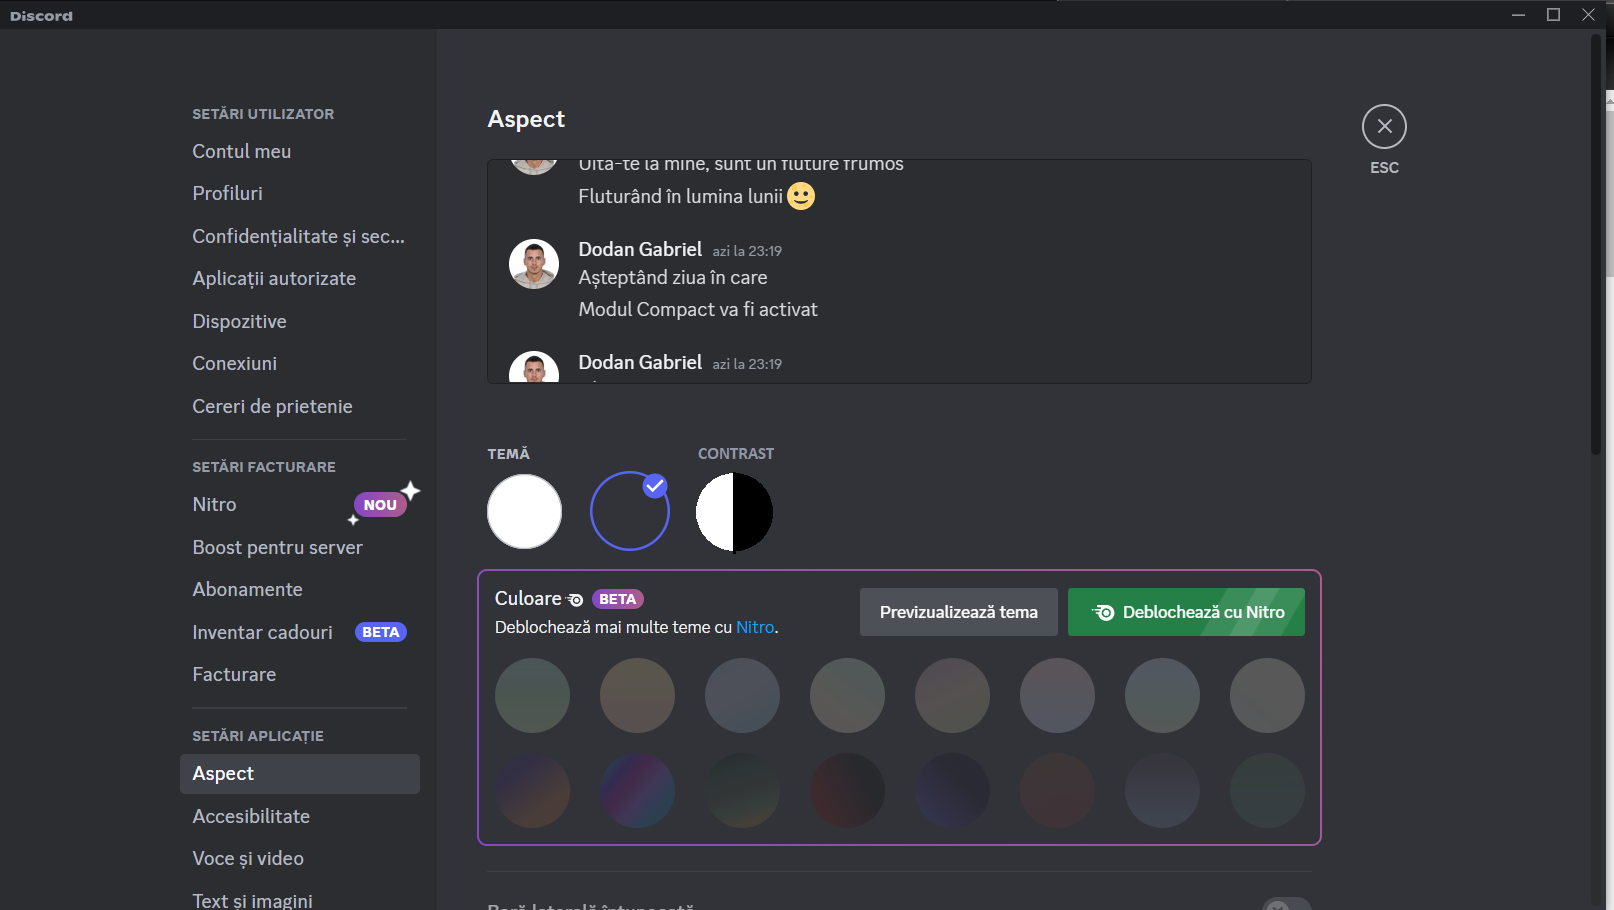 Discord
SETĂRI UTILIZATOR
Contul meu
Profiluri
Confidențialitate și sec...
Aplicații autorizate
Dispozitive
Conexiuni
Cereri de prietenie
SETĂRI FACTURARE
Nitro NOU
Boost pentru server
Abonamente
Inventar cadouri BETA
Facturare
SETĂRI APLICAȚIE
Aspect
Accesibilitate
Voce și video
Text și imagini
Aspect
Uită-te la mine, sunt un fluture frumos
Fluturând în lumina lunii
Dodan Gabriel azi la 23:19
Așteptând ziua în care
Modul Compact va fi activat
Dodan Gabriel azi la 23:19
ESC
TEMĂ
CONTRAST
Culoare BETA
Deblochează mai multe teme cu Nitro.
Previzualizează tema
Deblochează cu Nitro
Bară laterală întunecată